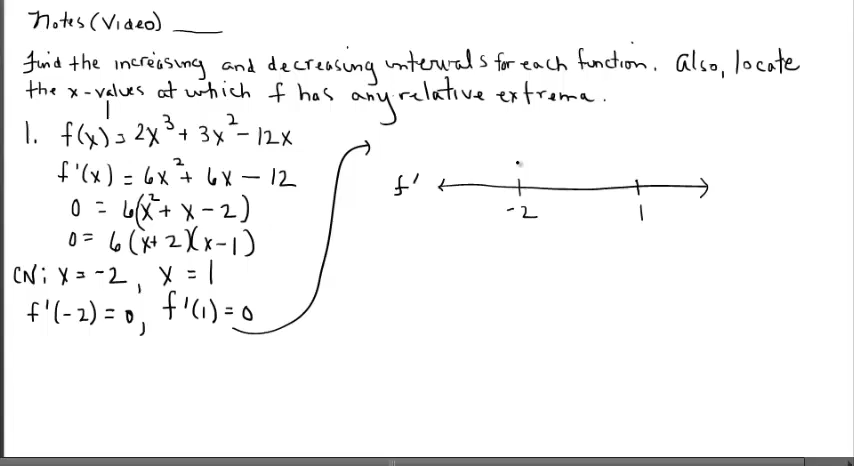 Notes (Video) ____
find the increasing and decreasing intervals for each function. Also, locate
the x-values at which f has any relative extrema.
1. f(x) = 2x³ + 3x² - 12x
f'(x) = 6x² + 6x - 12
0 = 6(x² + x - 2)
0 = 6(x+2)(x-1)
CN: x = -2, x = 1
f'(-2) = 0, f'(1) = 0
f'
-2 1